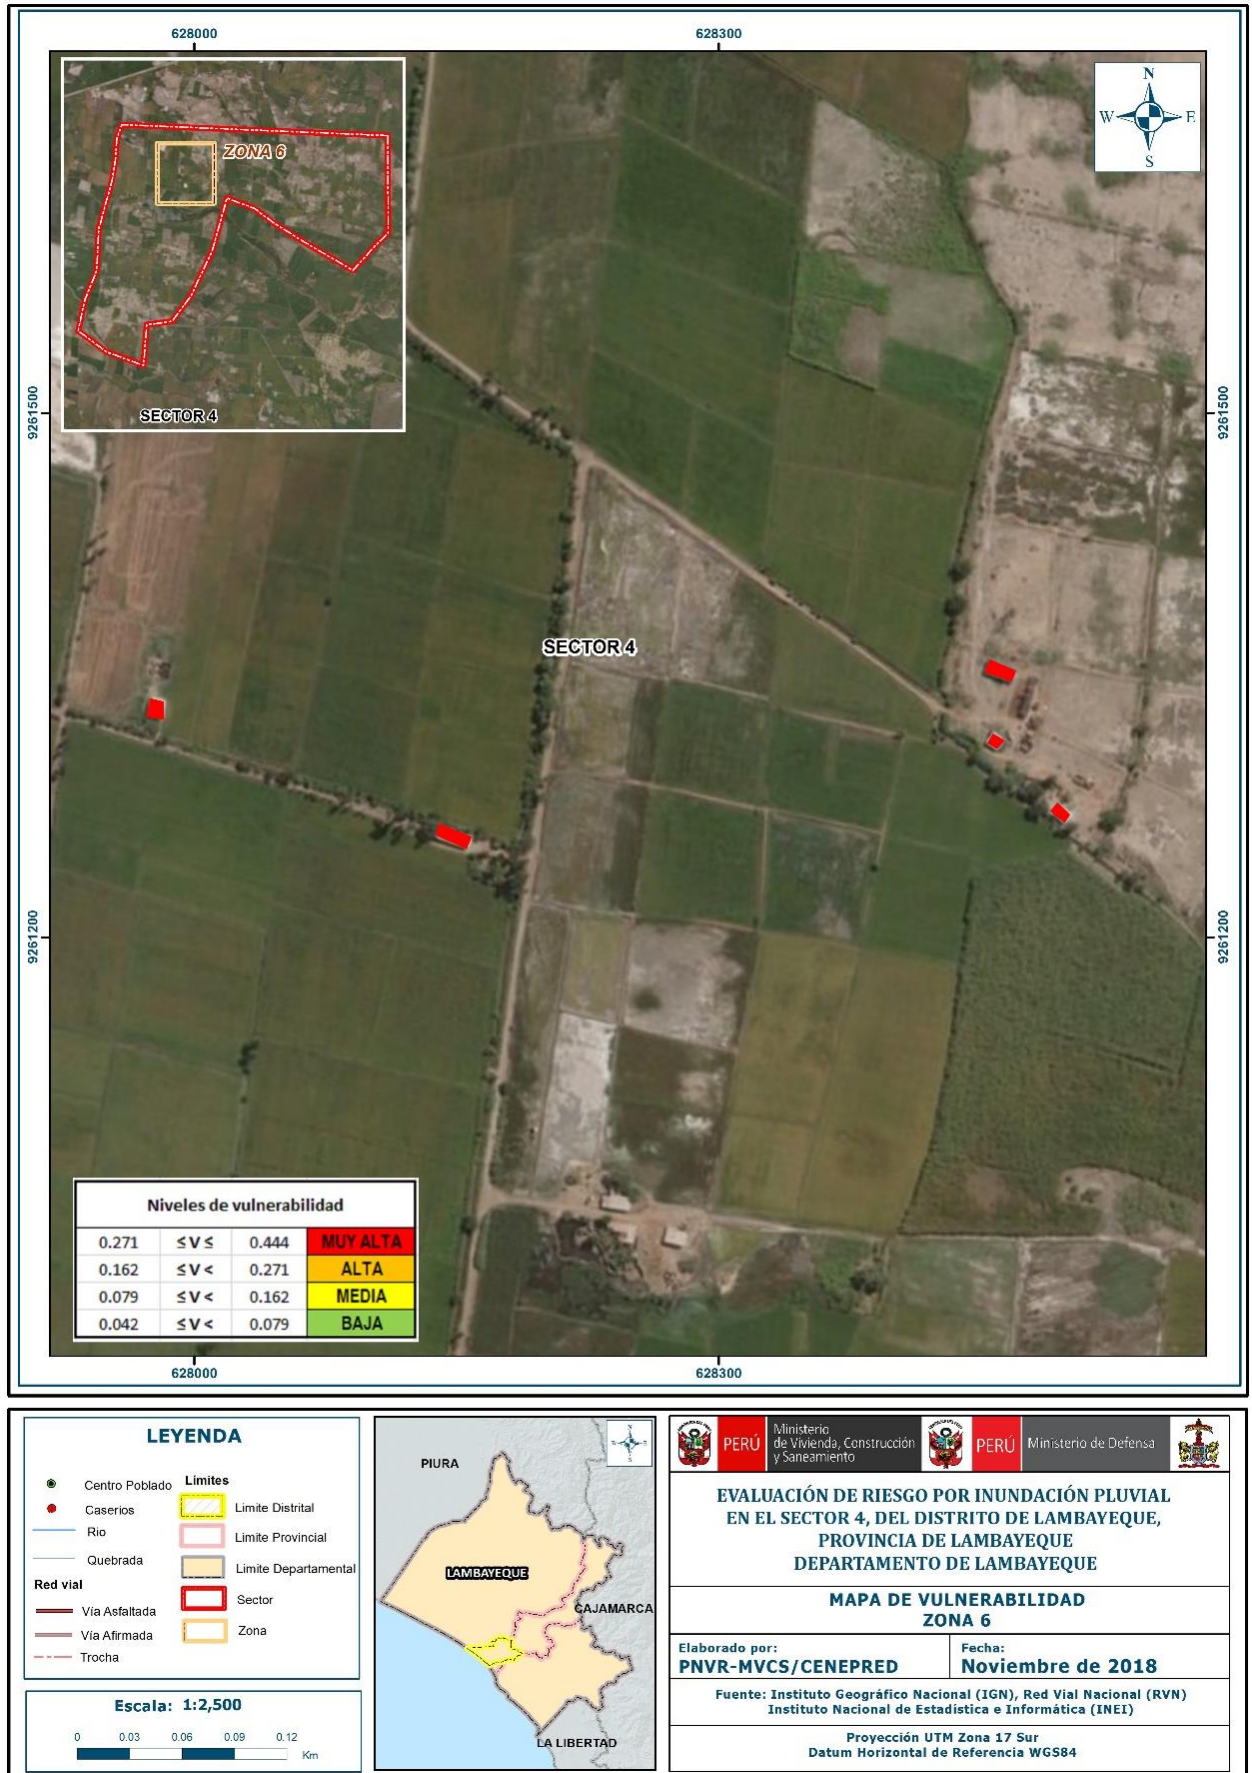 628000
628300
ZONA 6
SECTOR 4
N
W
E
S
9261500
9261500
SECTOR 4
9261200
9261200
Niveles de vulnerabilidad
0.271 ≤ V ≤ 0.444 MUY ALTA
0.162 ≤ V < 0.271 ALTA
0.079 ≤ V < 0.162 MEDIA
0.042 ≤ V < 0.079 BAJA
628000
628300
LEYENDA
Centro Poblado
Caserios
Rio
Quebrada
Red vial
Vía Asfaltada
Vía Afirmada
Trocha
Límites
Limite Distrital
Limite Provincial
Limite Departamental
Sector
Zona
Escala: 1:2,500
0 0.03 0.06 0.09 0.12
Km
PIURA
LAMBAYEQUE
CAJAMARCA
LA LIBERTAD
PERÚ
Ministerio
de Vivienda, Construcción
y Saneamiento
PERÚ
Ministerio de Defensa
EVALUACIÓN DE RIESGO POR INUNDACIÓN PLUVIAL
EN EL SECTOR 4, DEL DISTRITO DE LAMBAYEQUE,
PROVINCIA DE LAMBAYEQUE
DEPARTAMENTO DE LAMBAYEQUE
MAPA DE VULNERABILIDAD
ZONA 6
Elaborado por:
PNVR-MVCS/CENEPRED
Fecha:
Noviembre de 2018
Fuente: Instituto Geográfico Nacional (IGN), Red Vial Nacional (RVN)
Instituto Nacional de Estadística e Informática (INEI)
Proyección UTM Zona 17 Sur
Datum Horizontal de Referencia WGS84